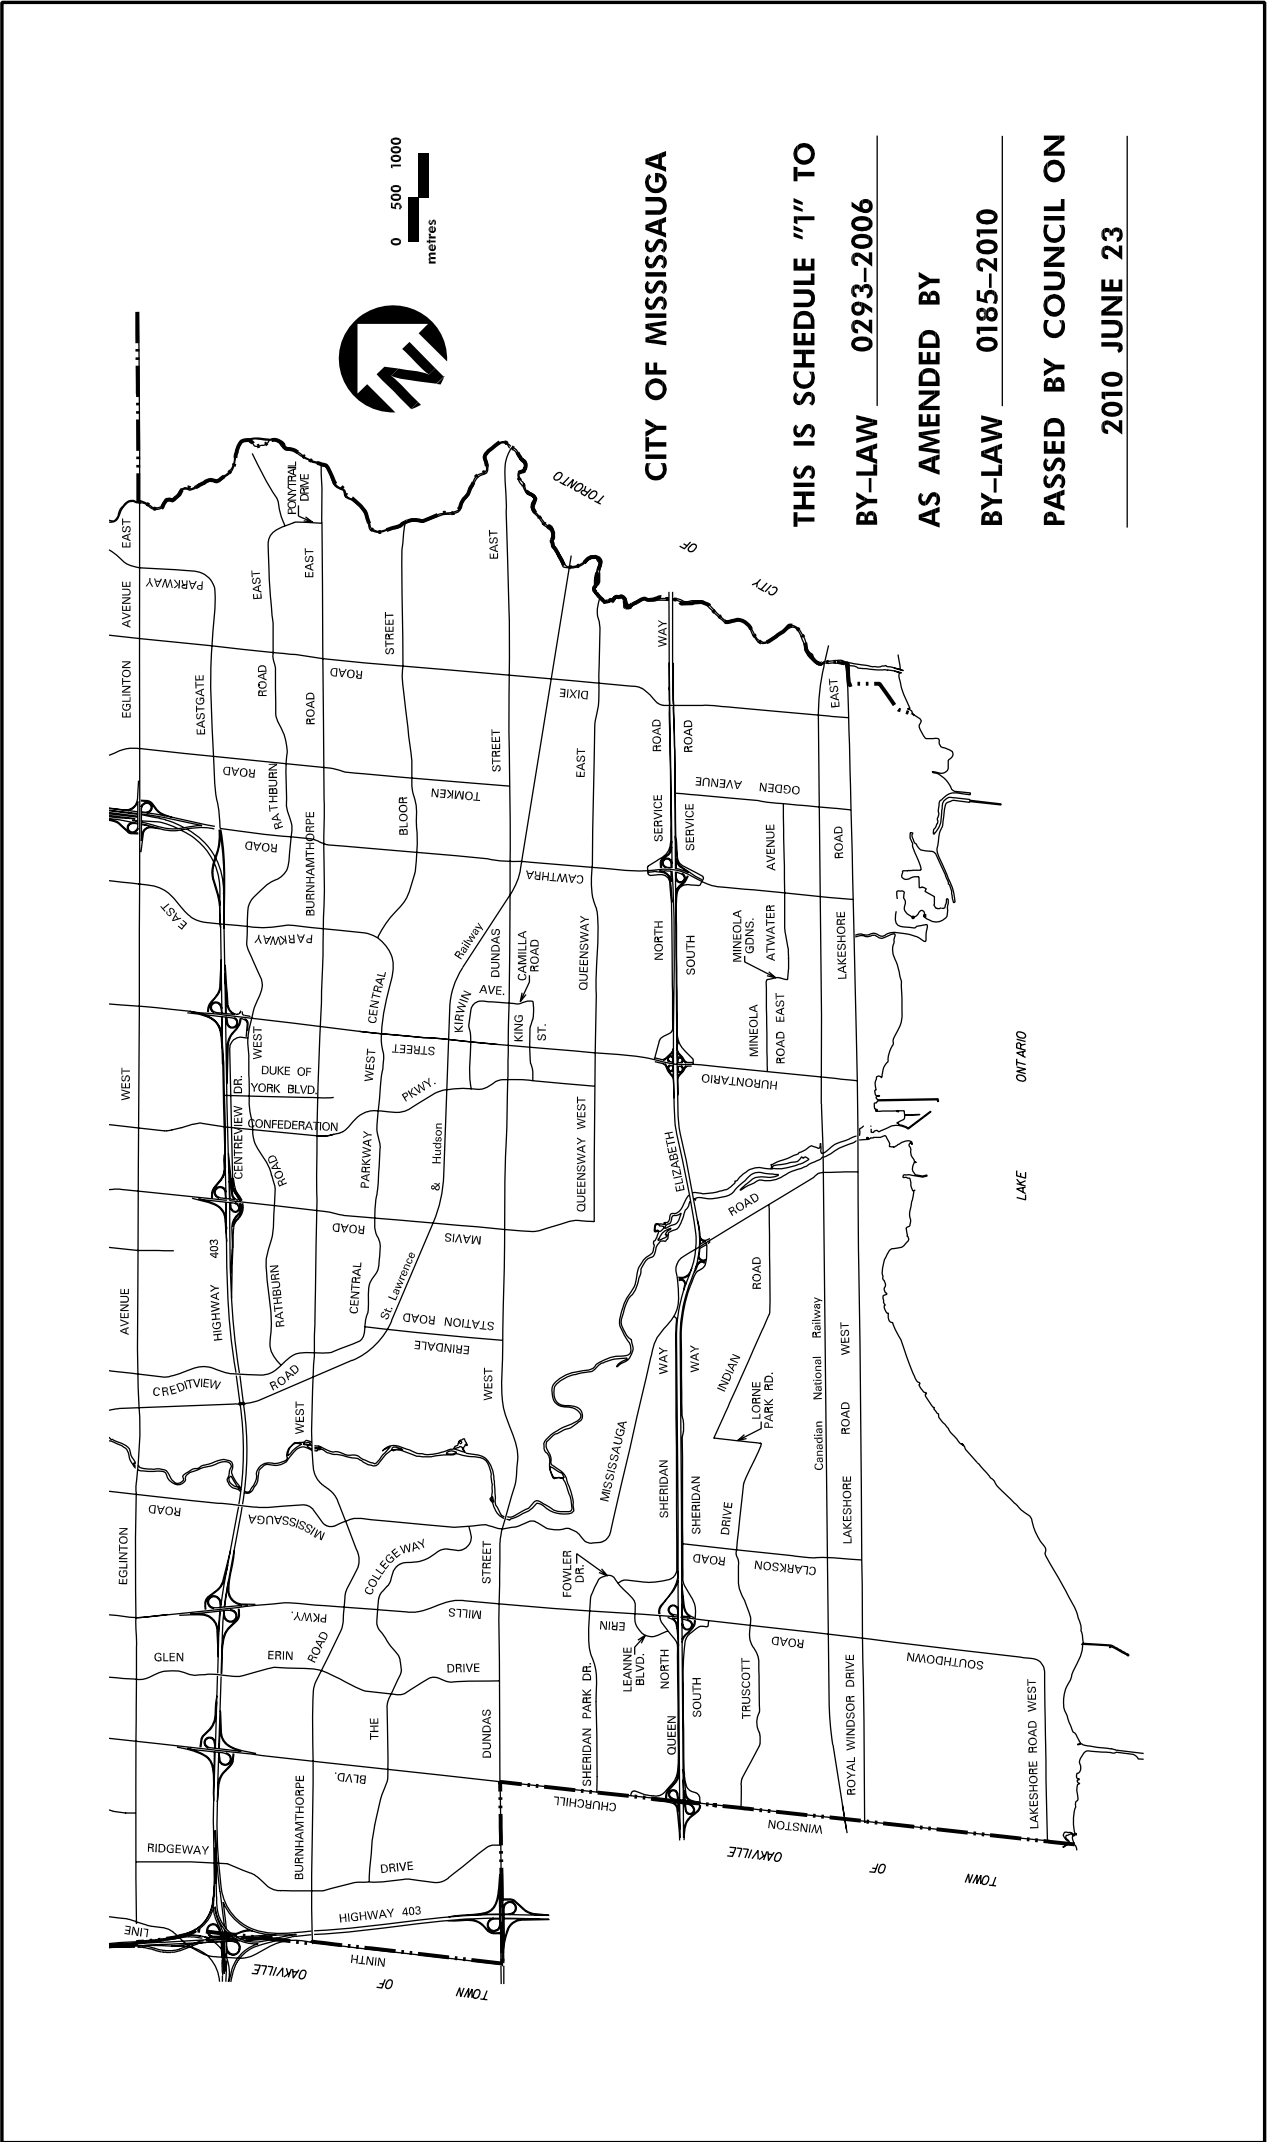 0 500 1000
metres
N
CITY OF MISSISSAUGA
THIS IS SCHEDULE "1" TO
BY–LAW 0293–2006
AS AMENDED BY
BY–LAW 0185–2010
PASSED BY COUNCIL ON
2010 JUNE 23
EGLINTON AVENUE WEST
EGLINTON AVENUE EAST
EASTGATE PARKWAY
RATHBURN ROAD WEST
RATHBURN ROAD EAST
PONYTRAIL
DRIVE
BURNHAMTHORPE ROAD WEST
BURNHAMTHORPE ROAD EAST
CENTRAL PARKWAY WEST
CENTRAL PARKWAY EAST
BLOOR STREET
DIXIE ROAD
TOMKEN ROAD
CAWTHRA ROAD
HURONTARIO STREET
DUKE OF
YORK BLVD.
CENTREVIEW DR.
CONFEDERATION PKWY.
MAVIS ROAD
HIGHWAY 403
CREDITVIEW ROAD
ERINDALE
STATION ROAD
St. Lawrence & Hudson Railway
KIRWIN AVE.
CAMILLA
ROAD
KING ST.
DUNDAS STREET WEST
DUNDAS STREET EAST
QUEENSWAY WEST
QUEENSWAY EAST
NORTH SERVICE ROAD
SOUTH SERVICE ROAD
QUEEN ELIZABETH WAY
OGDEN AVENUE
ATWATER AVENUE
MINEOLA
GDNS.
MINEOLA
ROAD EAST
LAKESHORE ROAD EAST
LAKESHORE ROAD WEST
Canadian National Railway
INDIAN ROAD
LORNE
PARK RD.
MISSISSAUGA ROAD
MISSISSAUGA ROAD
NORTH SHERIDAN WAY
SOUTH SHERIDAN WAY
TRUSCOTT DRIVE
CLARKSON ROAD
SOUTHDOWN ROAD
ROYAL WINDSOR DRIVE
LAKESHORE ROAD WEST
ERIN MILLS PKWY.
FOWLER
DR.
LEANNE
BLVD.
SHERIDAN PARK DR.
THE COLLEGEWAY
GLEN ERIN DRIVE
WINSTON CHURCHILL BLVD.
RIDGEWAY DRIVE
HIGHWAY 403
NINTH LINE
TOWN OF OAKVILLE
TOWN OF OAKVILLE
CITY OF TORONTO
LAKE ONTARIO